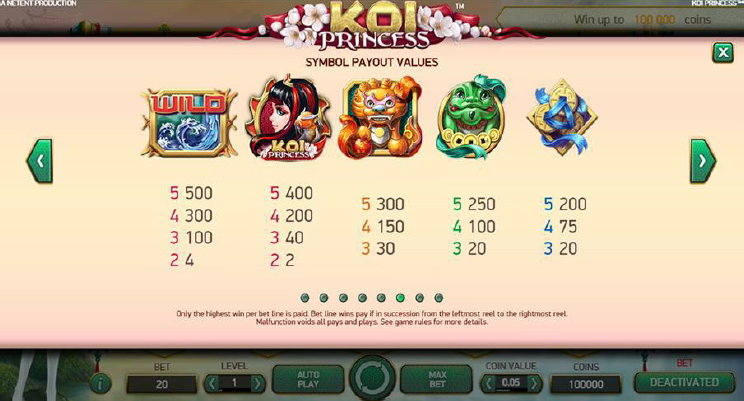 A NETENT PRODUCTION
KOI PRINCESS™
KOI
PRINCESS™
Win up to 100 000 coins
SYMBOL PAYOUT VALUES
X
WILD
KOI
PRINCESS
5 500
4 300
3 100
2 4
5 400
4 200
3 40
2 2
5 300
4 150
3 30
5 250
4 100
3 20
5 200
4 75
3 20
Only the highest win per bet line is paid. Bet line wins pay if in succession from the leftmost reel to the rightmost reel.
Malfunction voids all pays and plays. See game rules for more details.
i
BET
20
LEVEL
1
AUTO
PLAY
MAX
BET
COIN VALUE
0.05
COINS
100000
BET
DEACTIVATED